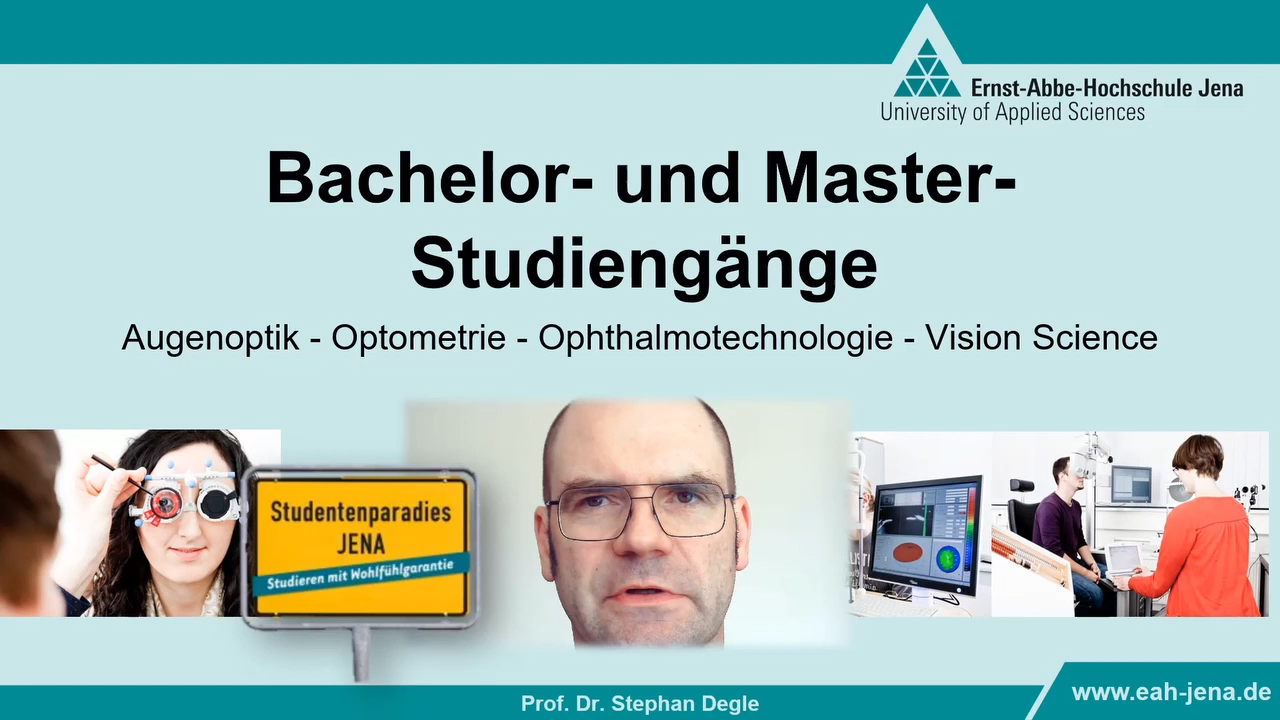 Ernst-Abbe-Hochschule Jena
University of Applied Sciences
Bachelor- und Master-
Studiengänge
Augenoptik - Optometrie - Ophthalmotechnologie - Vision Science
Studentenparadies
JENA
Studieren mit Wohlfühlgarantie
Prof. Dr. Stephan Degle
www.eah-jena.de